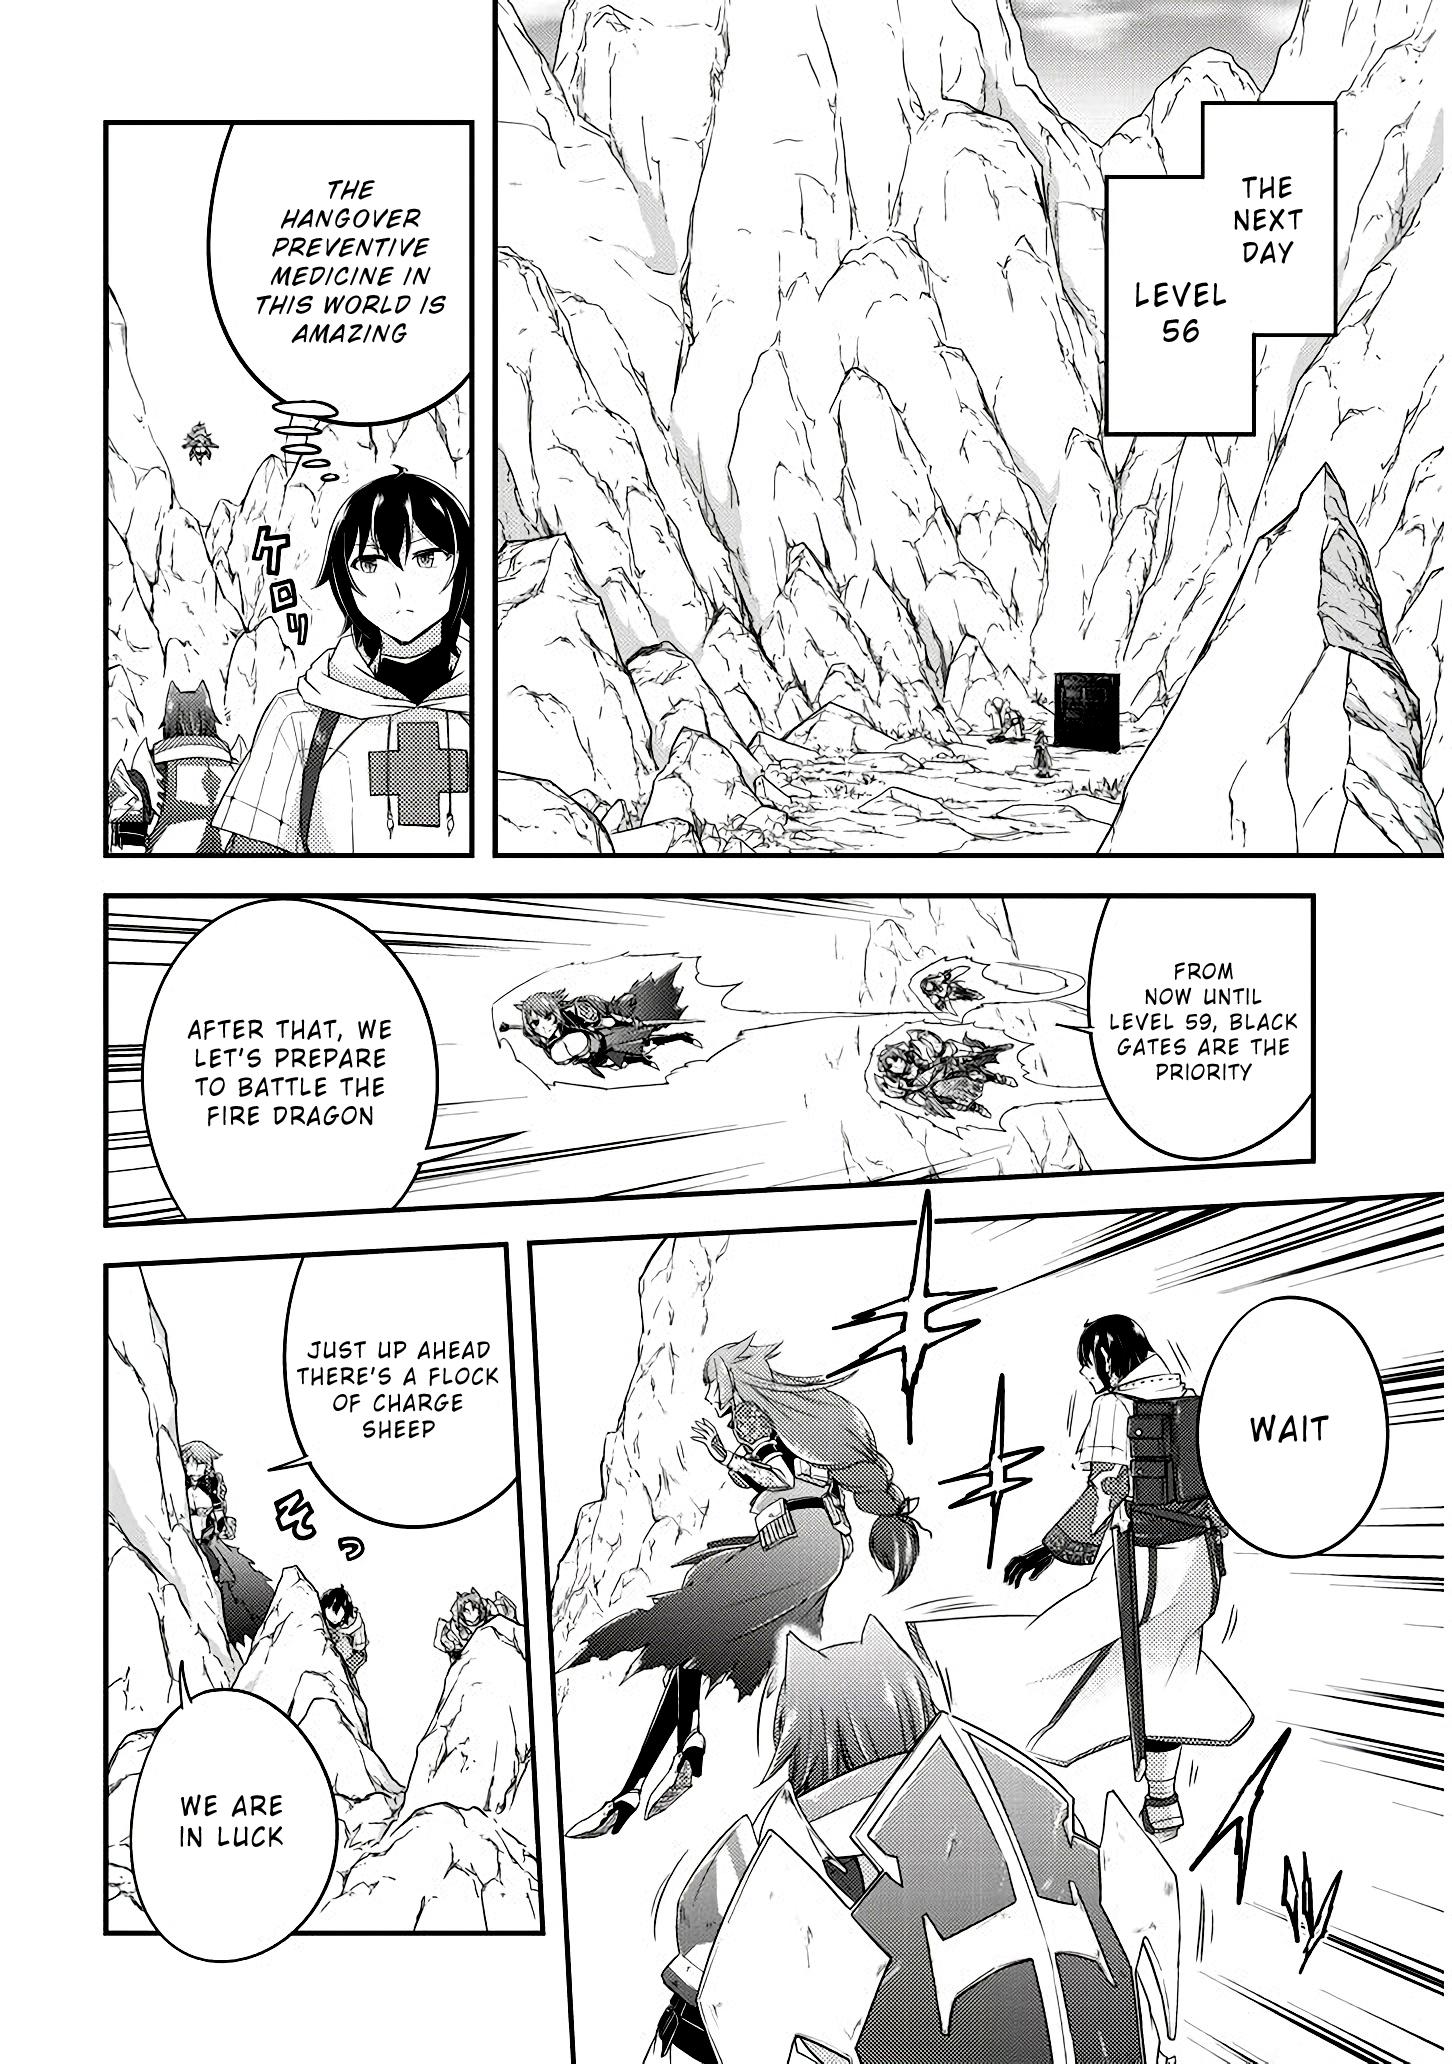 THE
NEXT
DAY
LEVEL
56
THE
HANGOVER
PREVENTIVE
MEDICINE IN
THIS WORLD IS
AMAZING
ケロリ
FROM
NOW UNTIL
LEVEL 59, BLACK
GATES ARE THE
PRIORITY
AFTER THAT, WE
LET'S PREPARE
TO BATTLE THE
FIRE DRAGON
WAIT
JUST UP AHEAD
THERE'S A FLOCK
OF CHARGE
SHEEP
そっ
WE ARE
IN LUCK